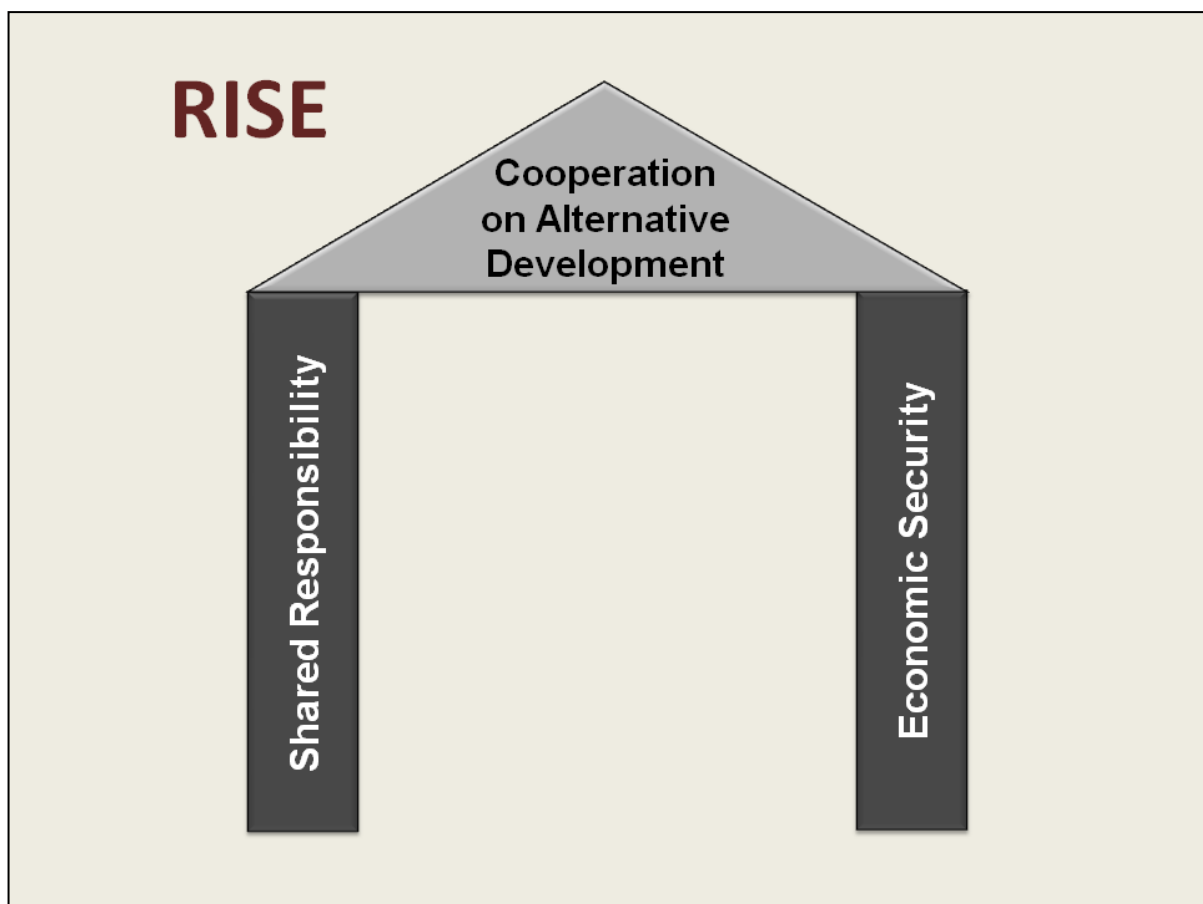 RISE
Cooperation
on Alternative
Development
Shared Responsibility
Economic Security